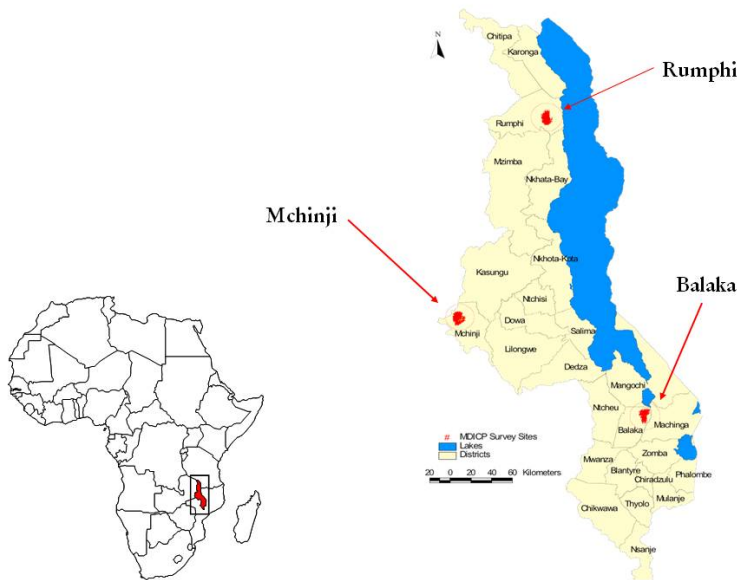 Chitipa
N
Karonga
Rumphi
Rumphi
Mzimba
Nkhata-Bay
Mchinji
Nkhota-Kota
Kasungu
Balaka
Ntchisi
Dowa
Salima
Mchinji
Lilongwe
Dedza
Mangochi
Ntcheu
Machinga
Balaka
# MDICP Survey Sites
Lakes
Districts
20 0 20 40 60 Kilometers
Zomba
Mwanza
Blantyre
Phalombe
Chiradzulu
Mulanje
Thyolo
Chikwawa
Nsanje